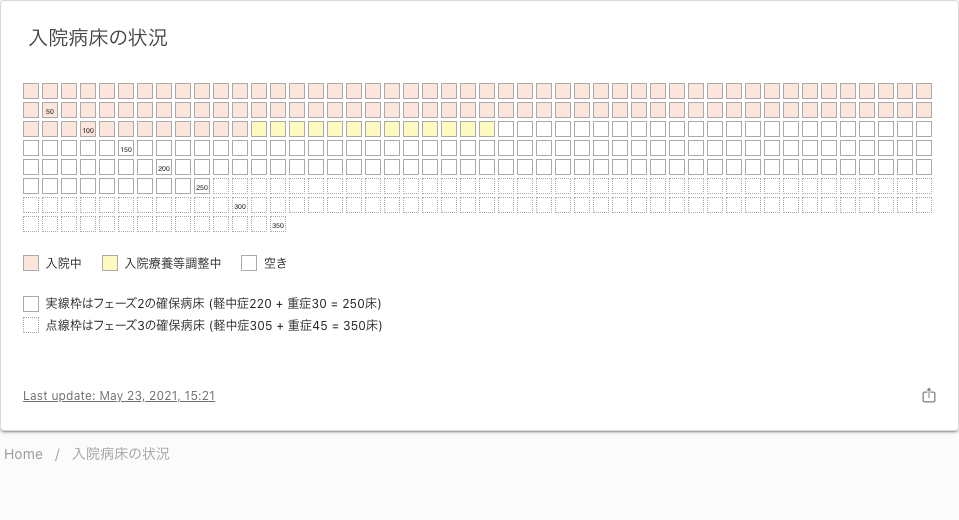 入院病床の状況
50
100
150
200
250
300
350
入院中 入院療養等調整中 空き
実線枠はフェーズ2の確保病床 (軽中症220 + 重症30 = 250床)
点線枠はフェーズ3の確保病床 (軽中症305 + 重症45 = 350床)
Last update: May 23, 2021, 15:21
Home / 入院病床の状況